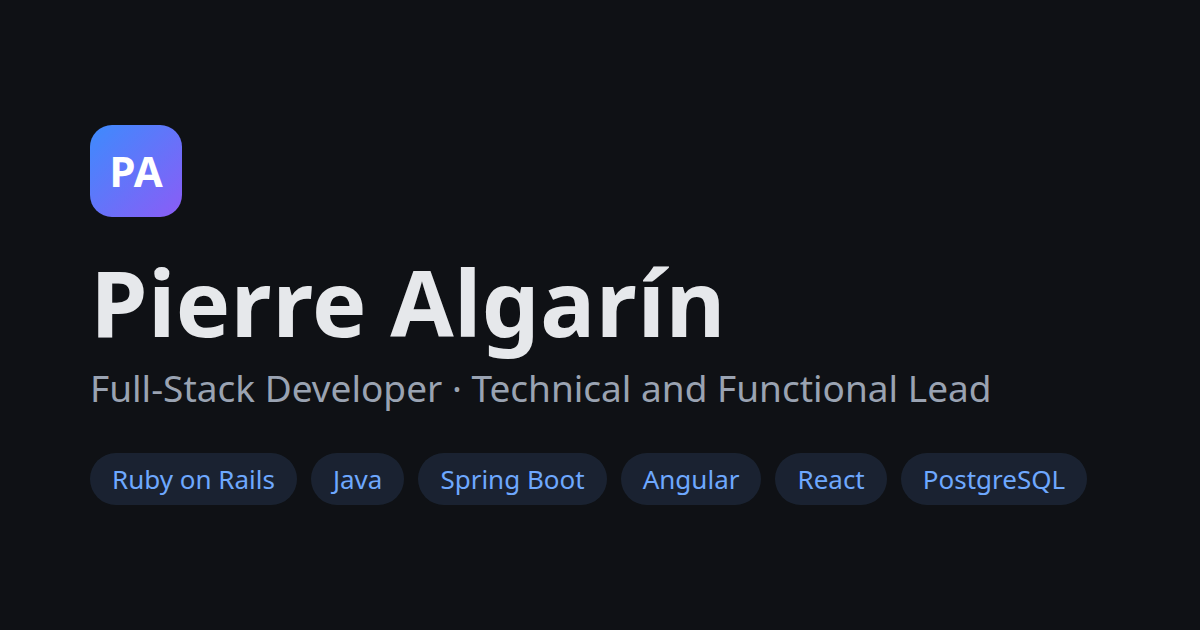 PA
Pierre Algarín
Full-Stack Developer · Technical and Functional Lead
Ruby on Rails Java Spring Boot Angular React PostgreSQL